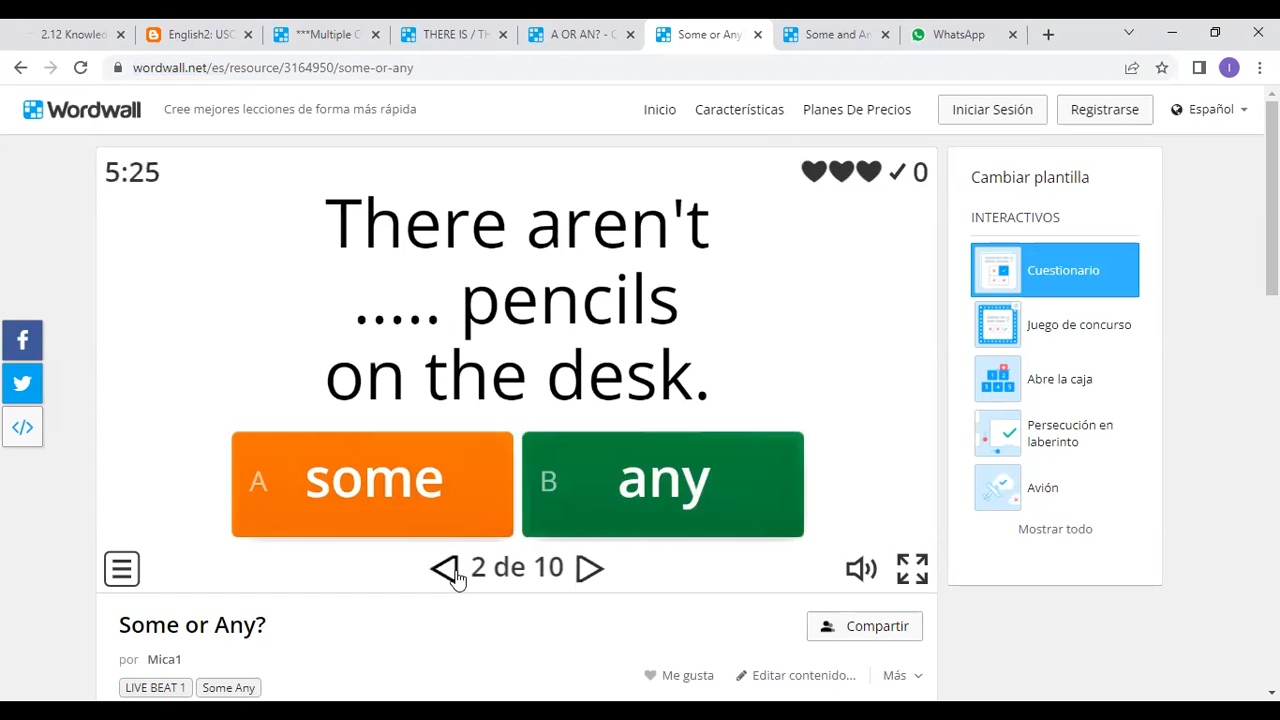 2.12 Knowled
English2: USO
***Multiple C
THERE IS / TH
A OR AN? - C
Some or Any
Some and An
WhatsApp
wordwall.net/es/resource/3164950/some-or-any
I
Wordwall
Cree mejores lecciones de forma más rápida
Inicio
Características
Planes De Precios
Iniciar Sesión
Registrarse
Español
5:25
0
There aren't
..... pencils
on the desk.
A some
B any
2 de 10
Cambiar plantilla
INTERACTIVOS
Cuestionario
Juego de concurso
Abre la caja
Persecución en
laberinto
Avión
Mostrar todo
Some or Any?
Compartir
por Mica1
Me gusta
Editar contenido...
Más
LIVE BEAT 1
Some Any